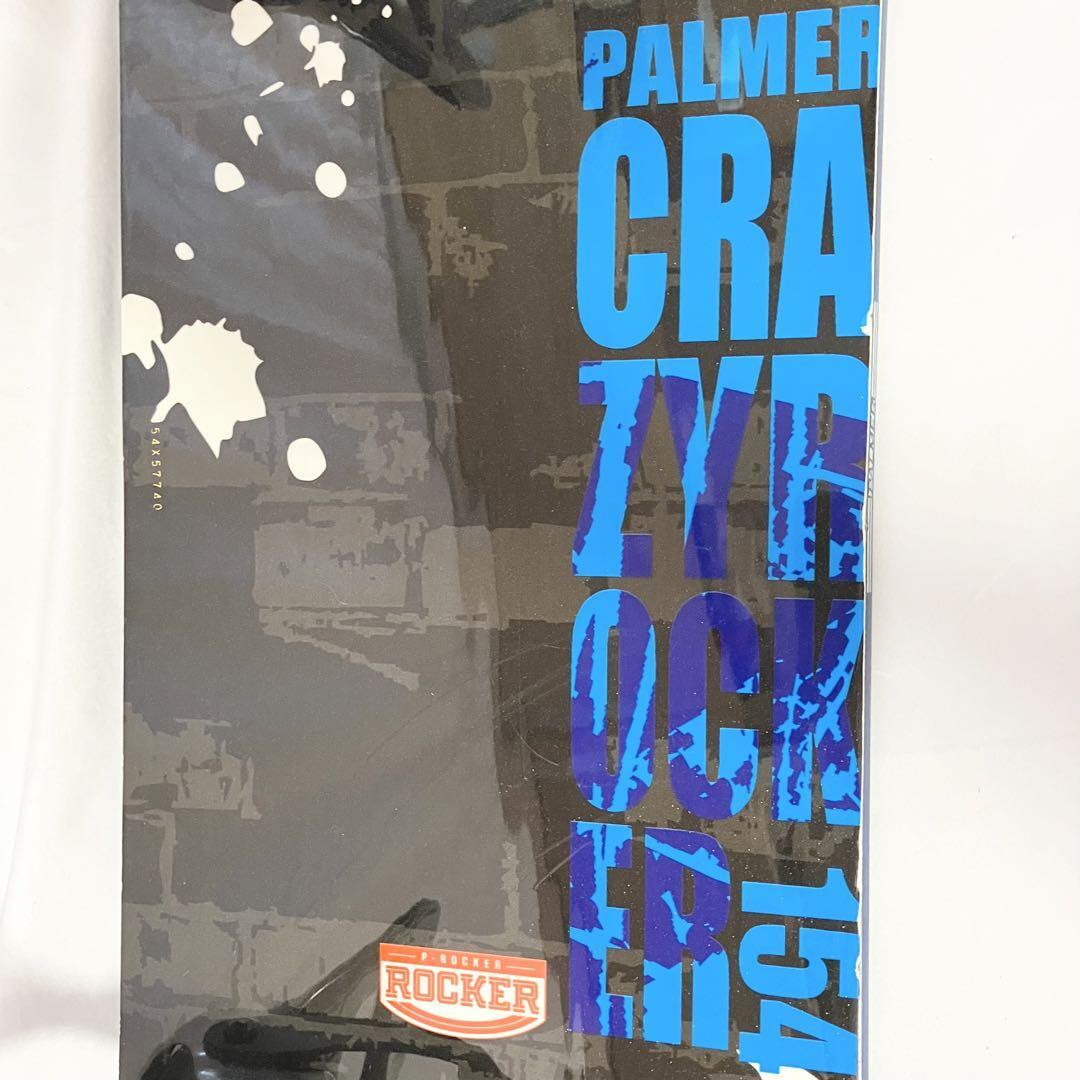 PALMER
CRA
ZYR
OCK
ER
154
P-ROCKER
ROCKER
54X57740